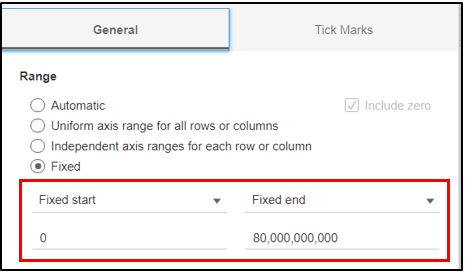 General Tick Marks
Range
Automatic Include zero
Uniform axis range for all rows or columns
Independent axis ranges for each row or column
Fixed
Fixed start Fixed end
0 80,000,000,000